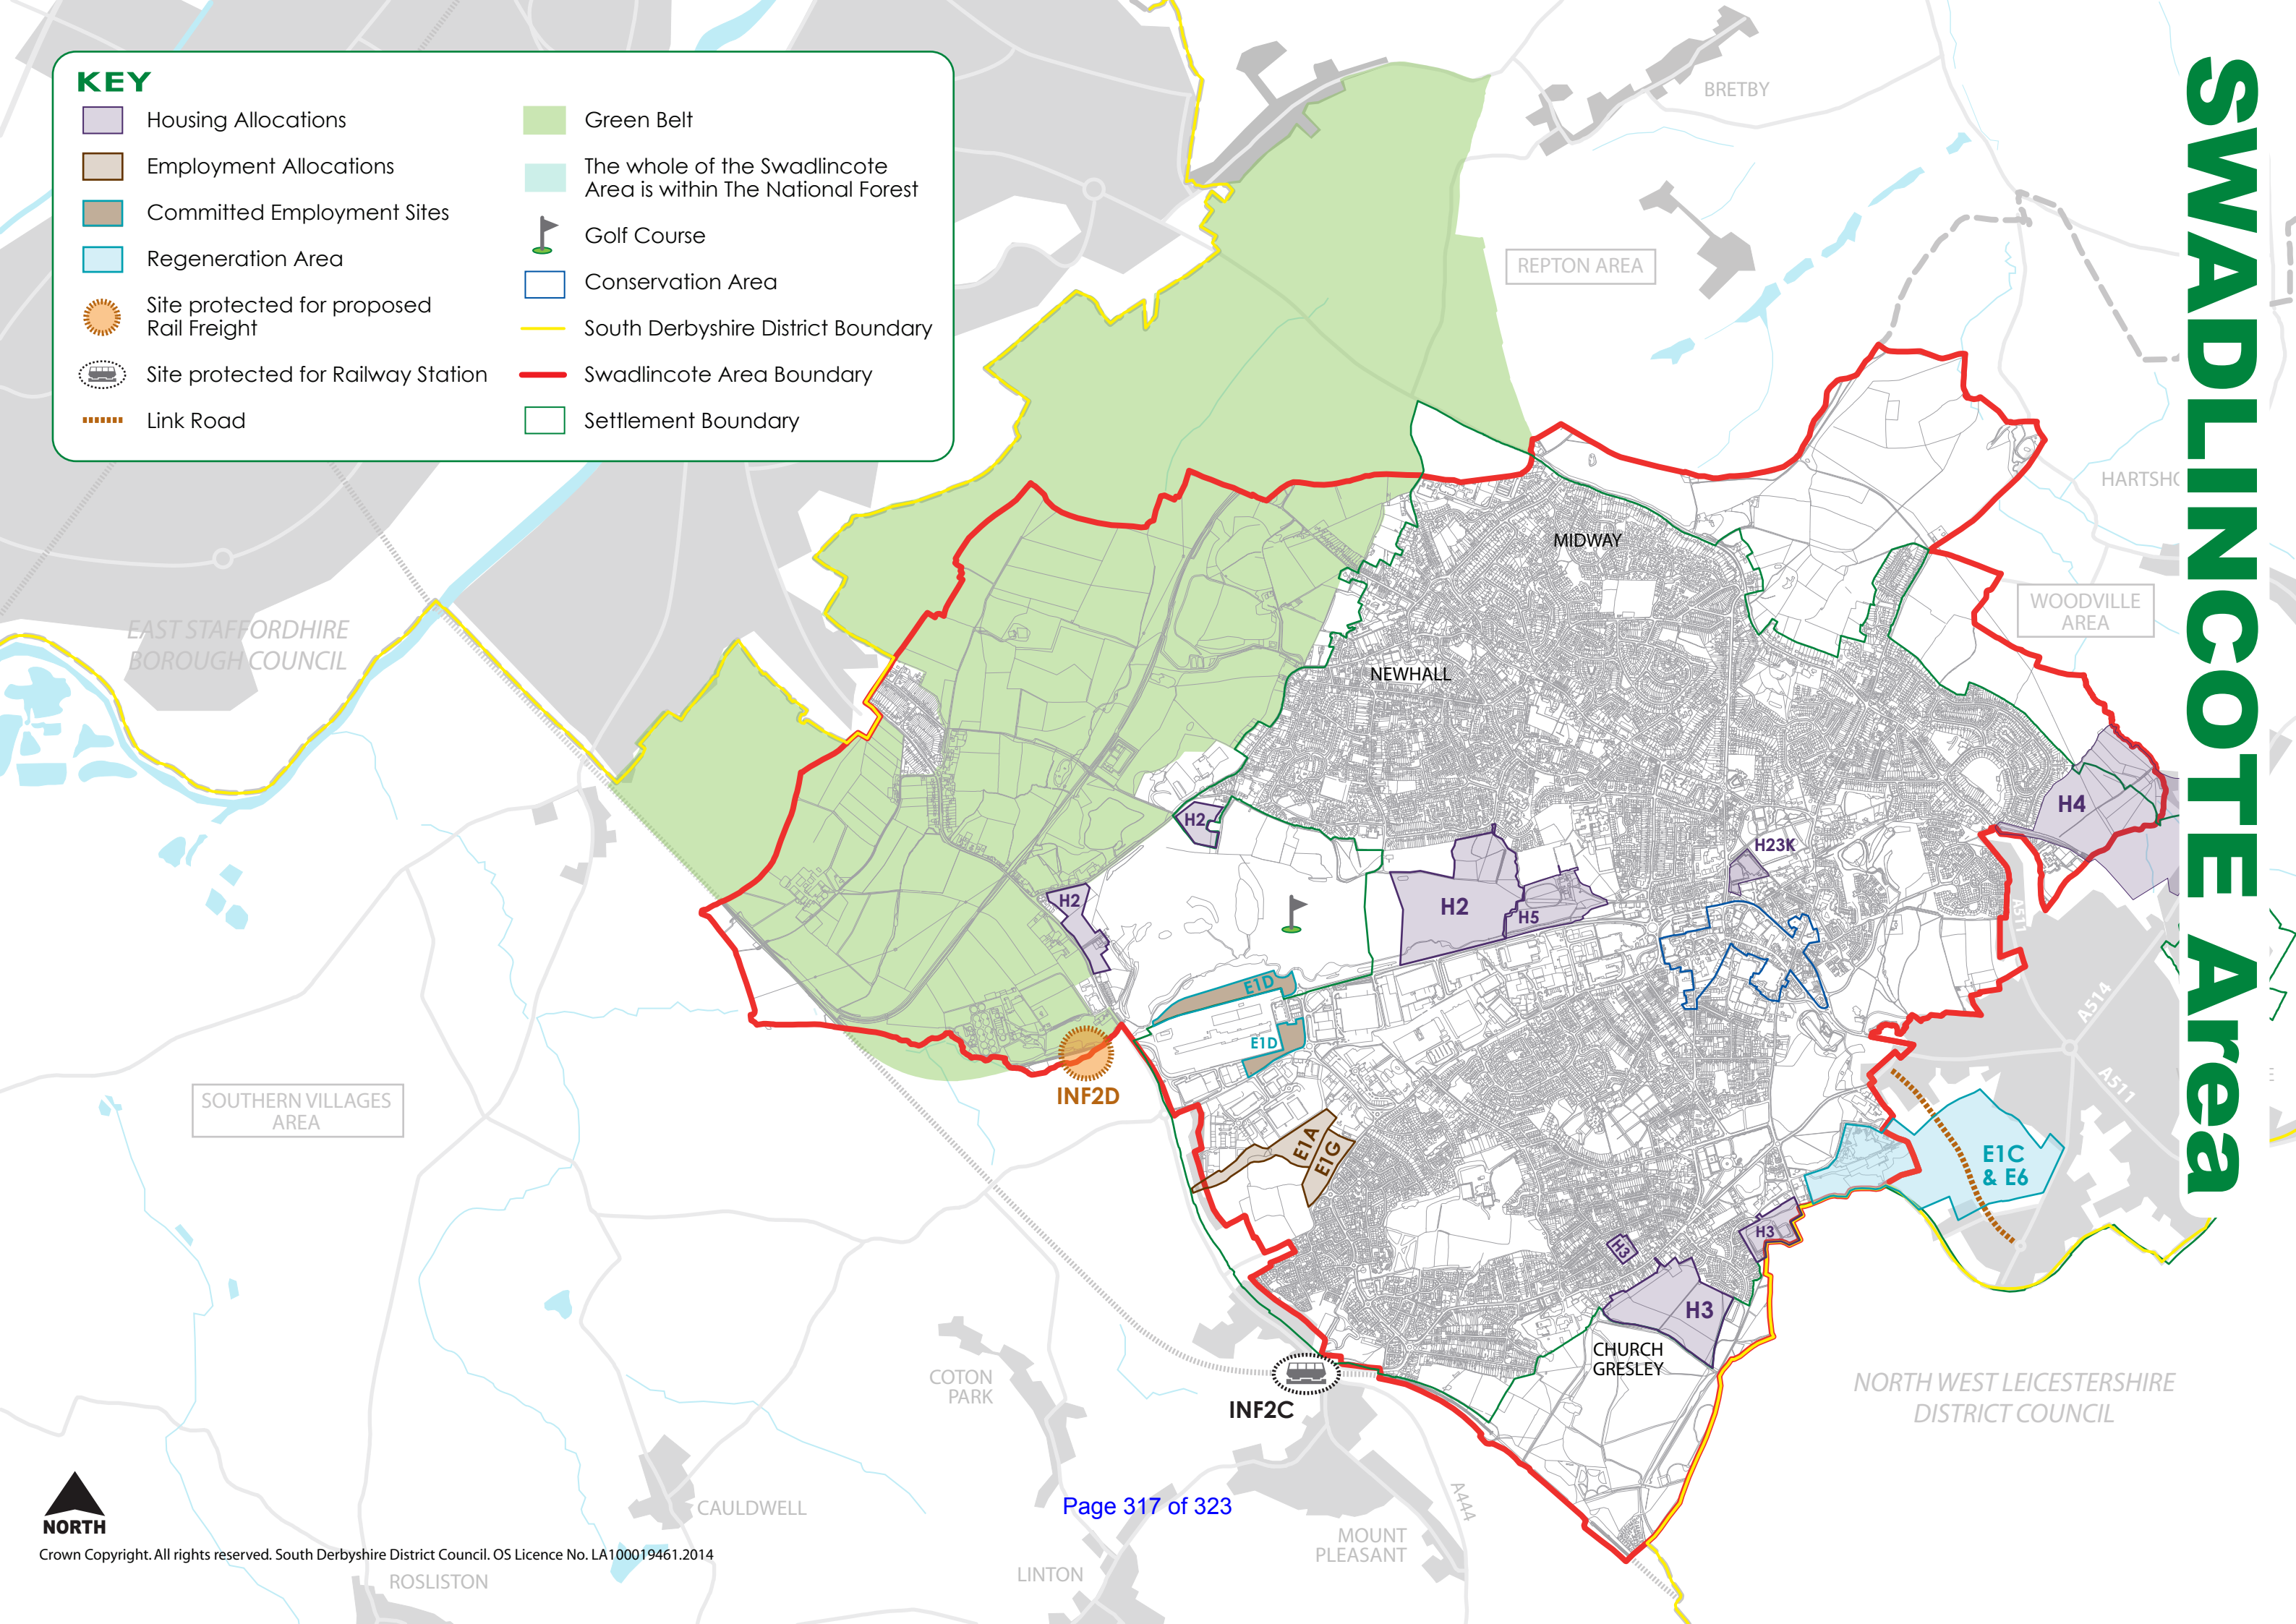 SWADLINCOTE Area
KEY
Housing Allocations
Employment Allocations
Committed Employment Sites
Regeneration Area
Site protected for proposed
Rail Freight
Site protected for Railway Station
Link Road
Green Belt
The whole of the Swadlincote
Area is within The National Forest
Golf Course
Conservation Area
South Derbyshire District Boundary
Swadlincote Area Boundary
Settlement Boundary
BRETBY
REPTON AREA
HARTSHO
MIDWAY
WOODVILLE
AREA
EAST STAFFORDHIRE
BOROUGH COUNCIL
NEWHALL
H4
H2
H23K
H2
H2
H5
A511
E1D
A514
E1D
INF2D
A511
SOUTHERN VILLAGES
AREA
E1A
E1G
E1C
& E6
H3
H3
H3
CHURCH
GRESLEY
COTON
PARK
INF2C
NORTH WEST LEICESTERSHIRE
DISTRICT COUNCIL
A444
CAULDWELL
Page 317 of 323
MOUNT
PLEASANT
NORTH
Crown Copyright. All rights reserved. South Derbyshire District Council. OS Licence No. LA100019461.2014
LINTON
ROSLISTON